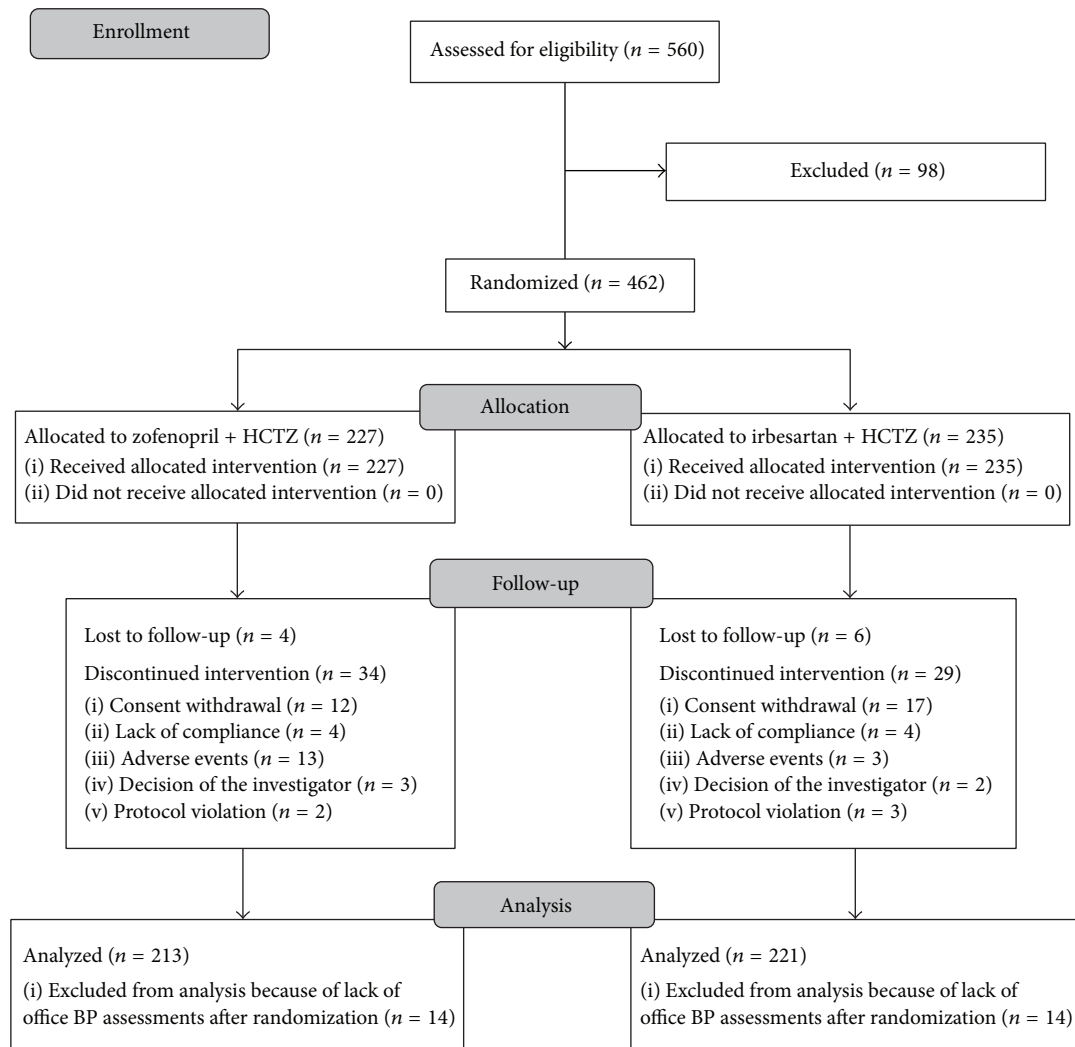 Enrollment
Assessed for eligibility (n = 560)
Excluded (n = 98)
Randomized (n = 462)
Allocation
Allocated to zofenopril + HCTZ (n = 227)
(i) Received allocated intervention (n = 227)
(ii) Did not receive allocated intervention (n = 0)
Allocated to irbesartan + HCTZ (n = 235)
(i) Received allocated intervention (n = 235)
(ii) Did not receive allocated intervention (n = 0)
Follow-up
Lost to follow-up (n = 4)
Discontinued intervention (n = 34)
(i) Consent withdrawal (n = 12)
(ii) Lack of compliance (n = 4)
(iii) Adverse events (n = 13)
(iv) Decision of the investigator (n = 3)
(v) Protocol violation (n = 2)
Lost to follow-up (n = 6)
Discontinued intervention (n = 29)
(i) Consent withdrawal (n = 17)
(ii) Lack of compliance (n = 4)
(iii) Adverse events (n = 3)
(iv) Decision of the investigator (n = 2)
(v) Protocol violation (n = 3)
Analysis
Analyzed (n = 213)
(i) Excluded from analysis because of lack of
office BP assessments after randomization (n = 14)
Analyzed (n = 221)
(i) Excluded from analysis because of lack of
office BP assessments after randomization (n = 14)